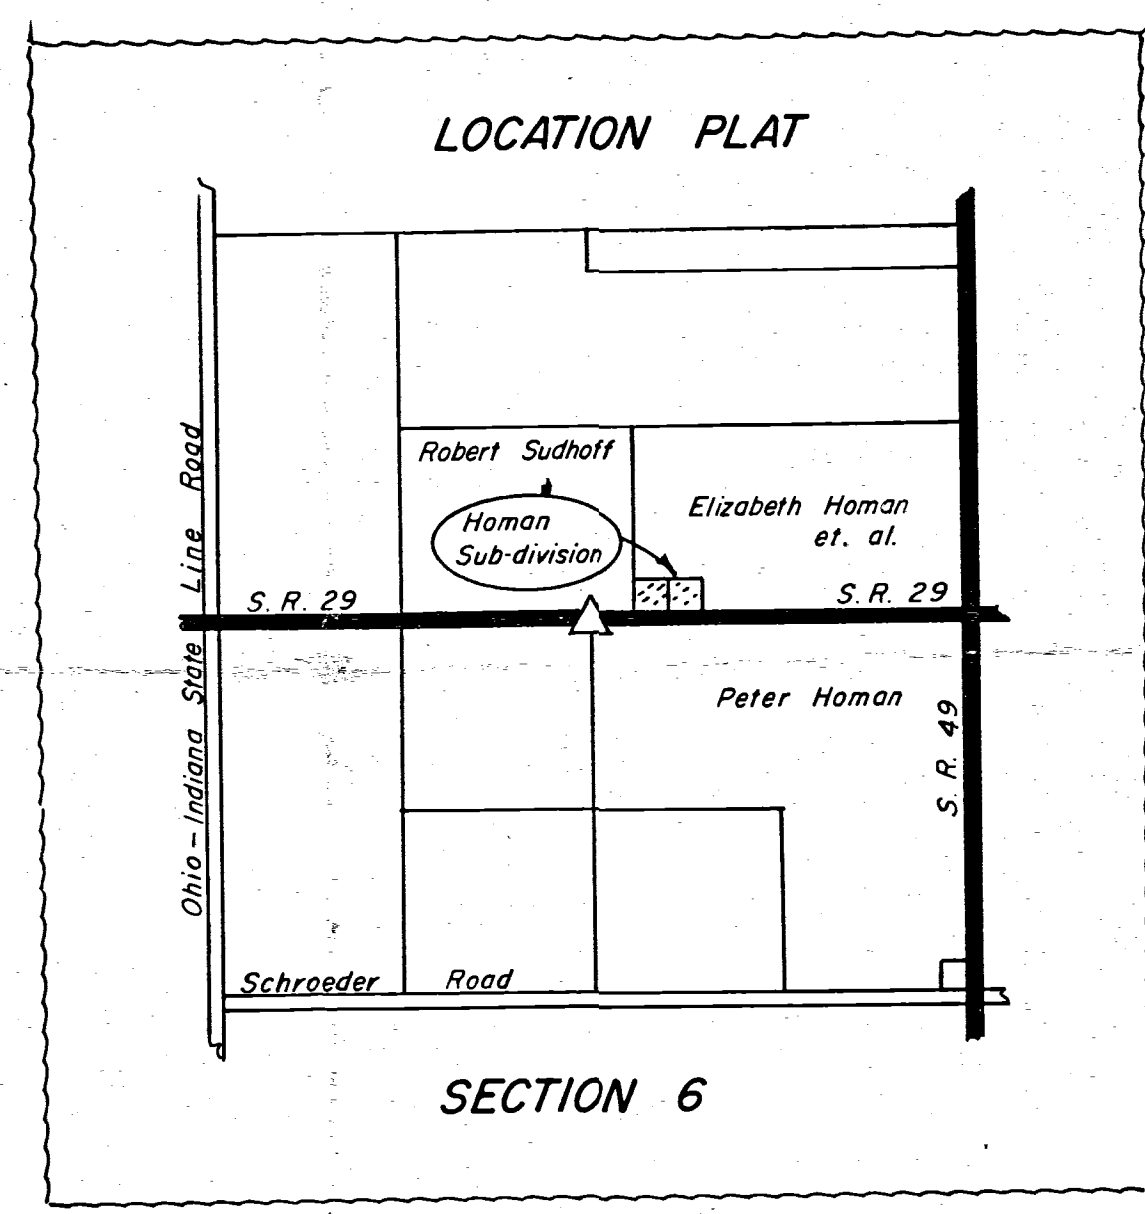 LOCATION PLAT
Robert Sudhoff
Elizabeth Homan
et. al.
Homan
Sub-division
S. R. 29
S. R. 29
Ohio-Indiana State Line Road
Peter Homan
S. R. 49
Schroeder Road
SECTION 6